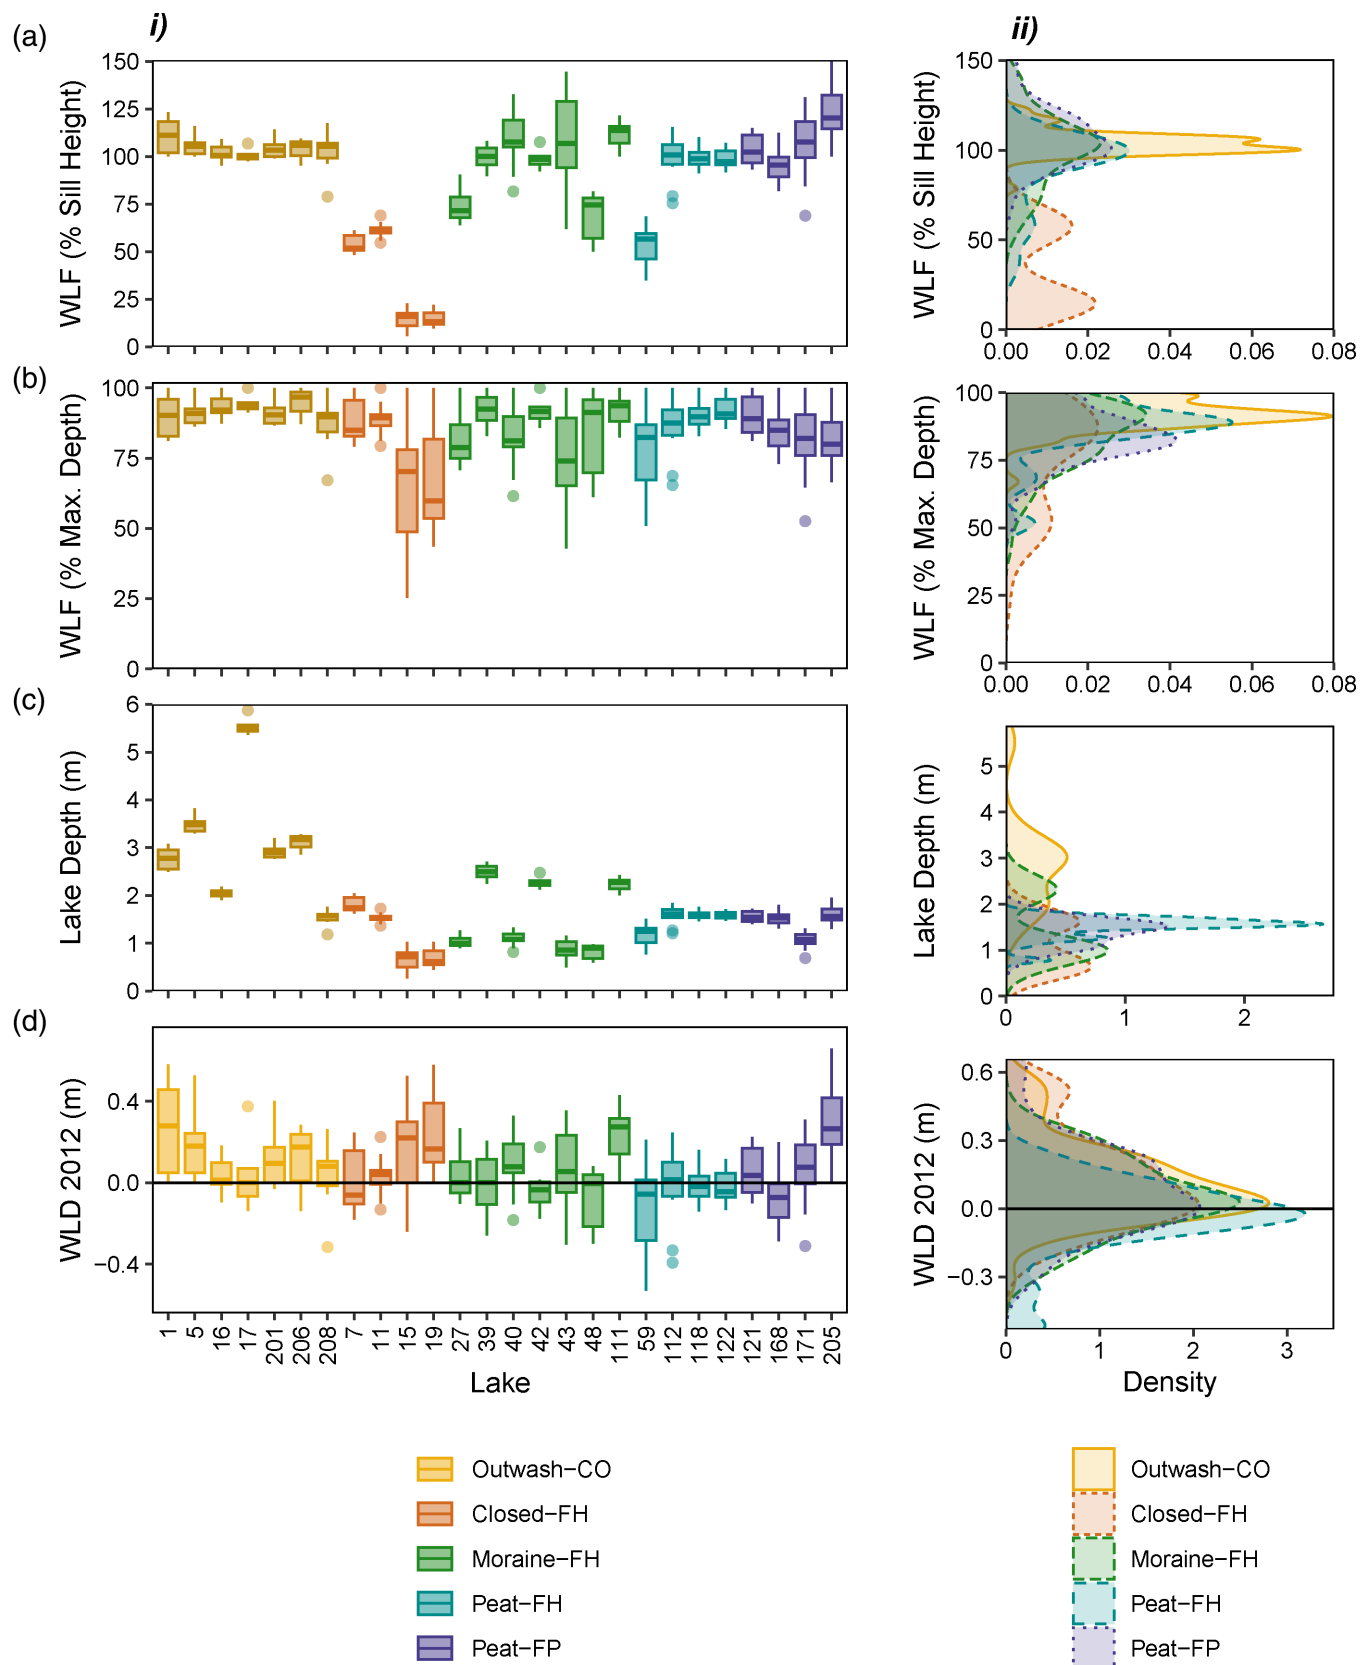 i)
ii)
(a)
WLF (% Sill Height)
150
125
100
75
50
25
0
WLF (% Sill Height)
150
100
50
0
0.00 0.02 0.04 0.06 0.08
(b)
WLF (% Max. Depth)
100
75
50
25
0
WLF (% Max. Depth)
100
75
50
25
0
0.00 0.02 0.04 0.06 0.08
(c)
Lake Depth (m)
6
5
4
3
2
1
0
Lake Depth (m)
5
4
3
2
1
0
0 1 2
(d)
WLD 2012 (m)
0.4
0.0
−0.4
1 5 16 17 201 206 208 7 11 15 19 27 39 40 42 43 48 111 59 112 118 122 121 168 171 205
Lake
WLD 2012 (m)
0.6
0.3
0.0
−0.3
0 1 2 3
Density
Outwash−CO
Closed−FH
Moraine−FH
Peat−FH
Peat−FP
Outwash−CO
Closed−FH
Moraine−FH
Peat−FH
Peat−FP